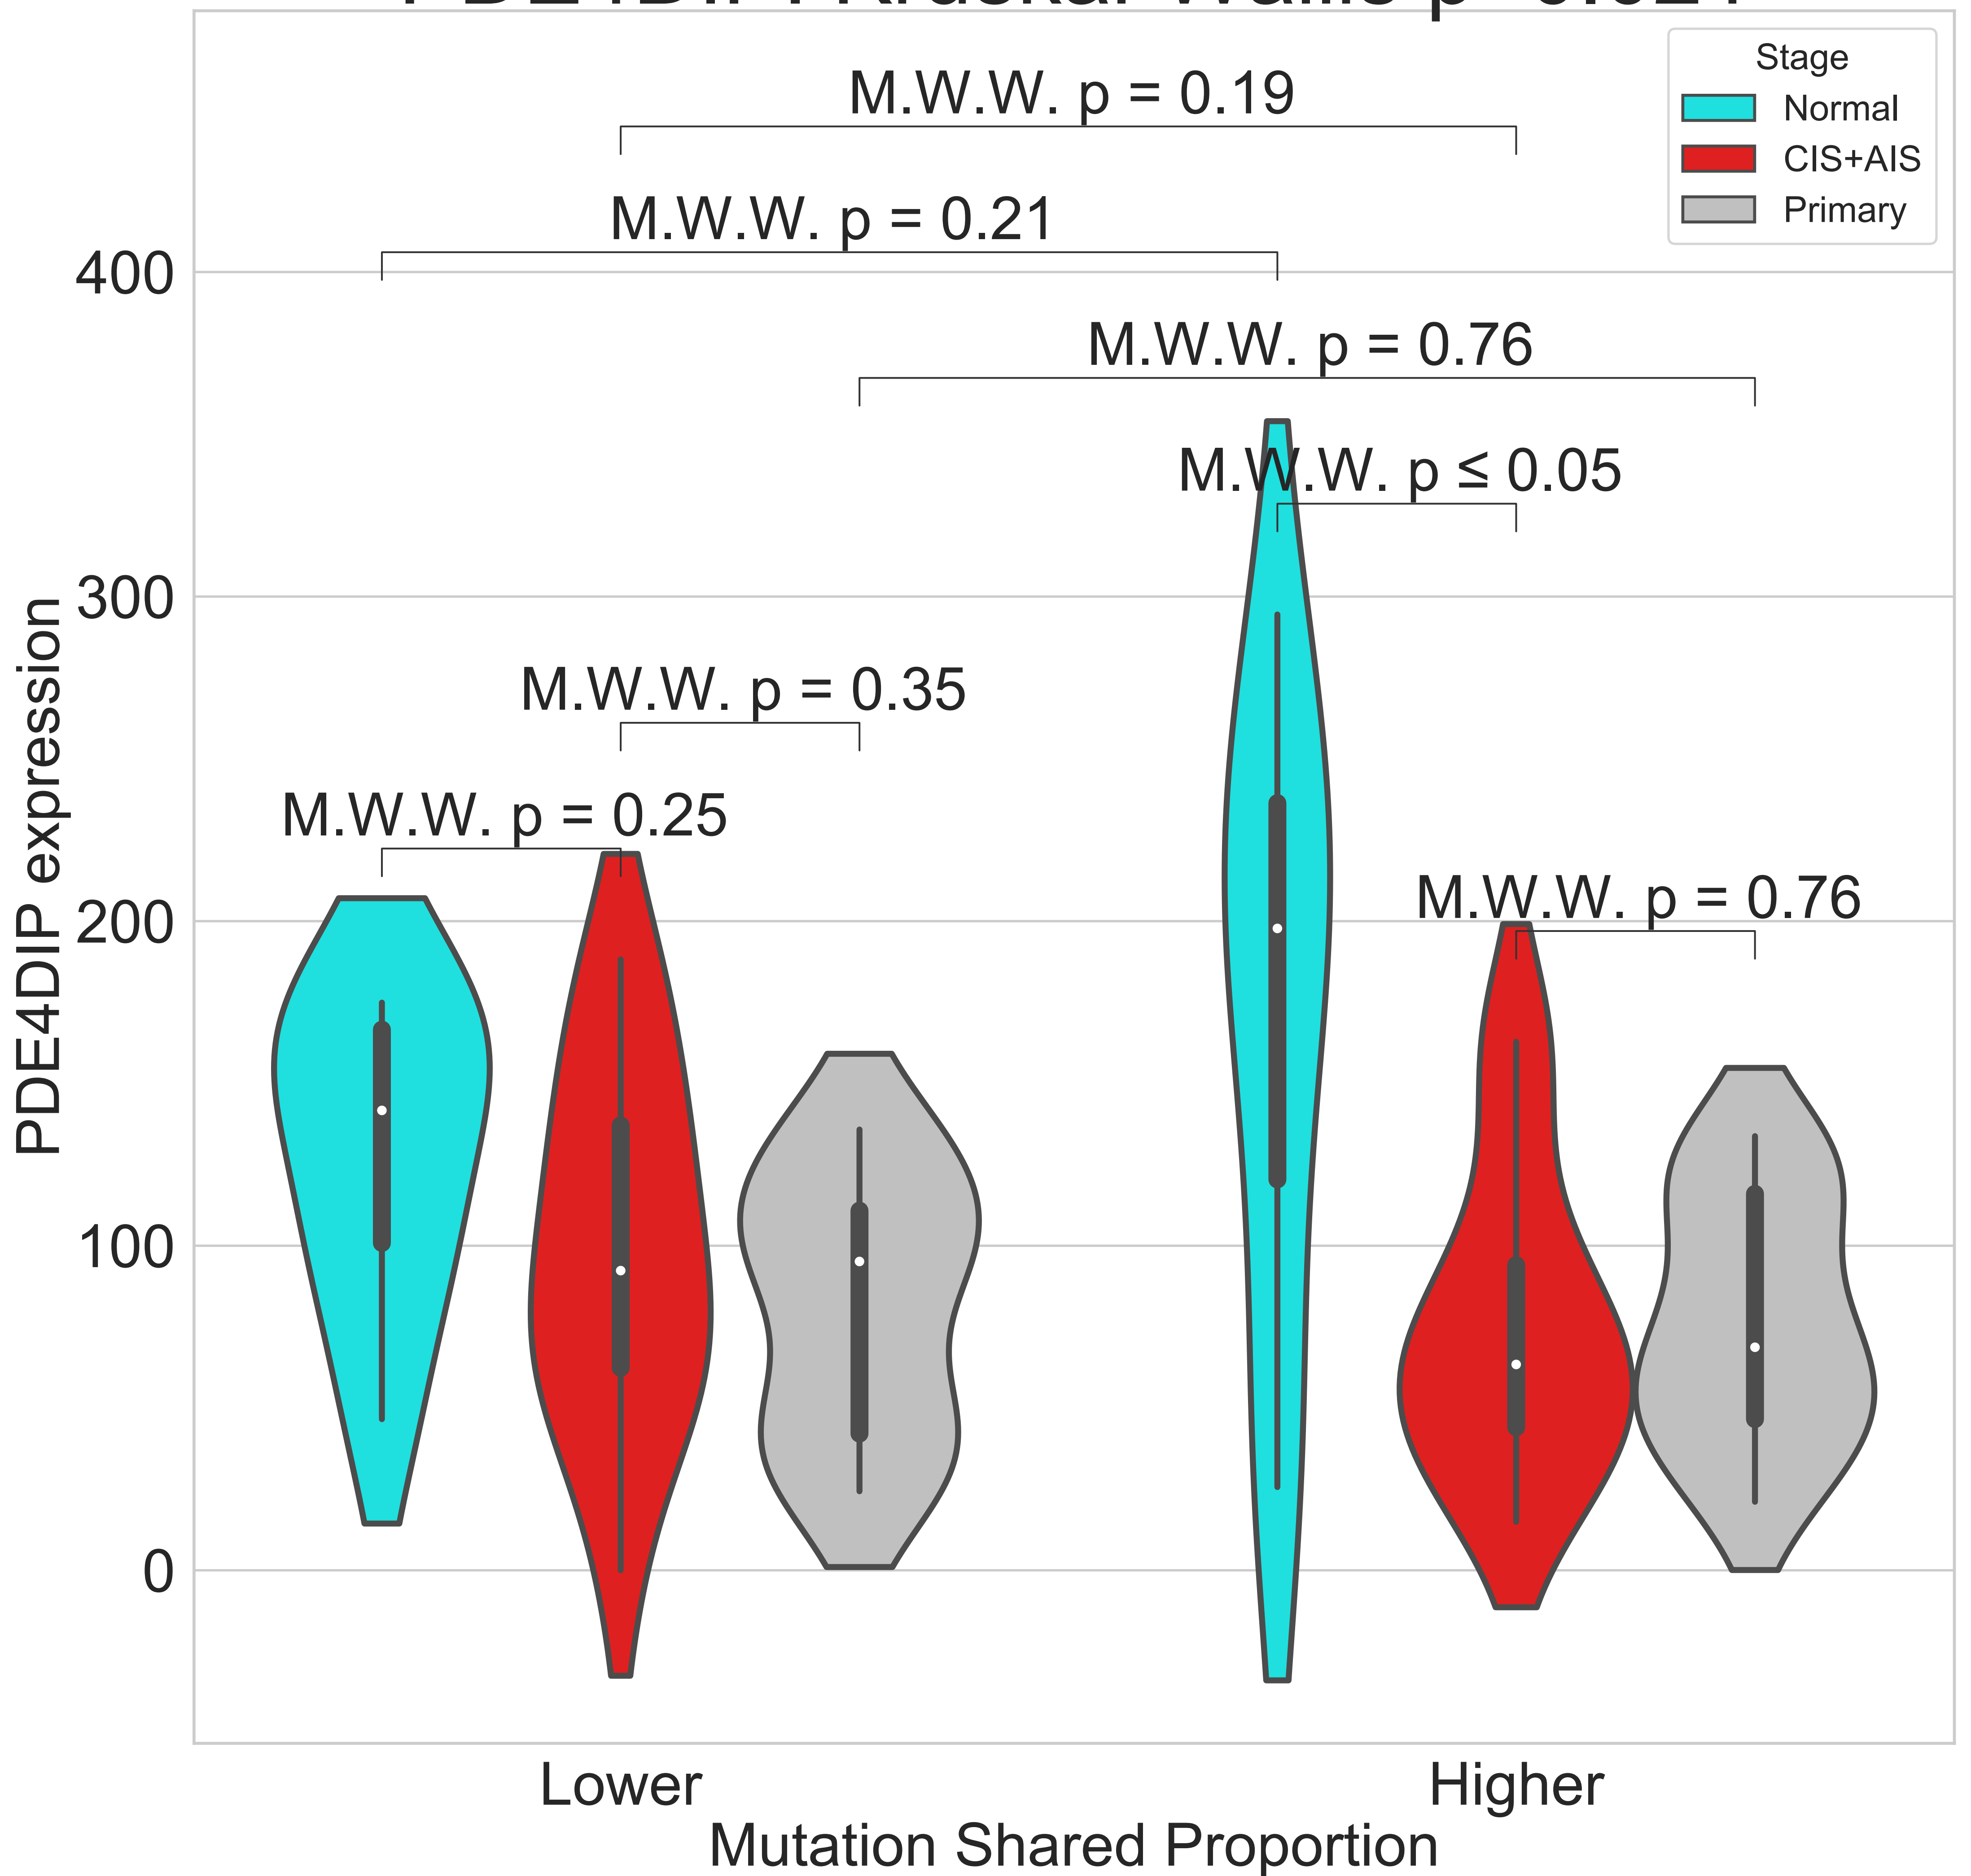 Stage
Normal
CIS+AIS
Primary
M.W.W. p = 0.19
M.W.W. p = 0.21
M.W.W. p = 0.76
M.W.W. p ≤ 0.05
M.W.W. p = 0.35
M.W.W. p = 0.25
M.W.W. p = 0.76
400
300
200
100
0
PDE4DIP expression
Lower
Higher
Mutation Shared Proportion